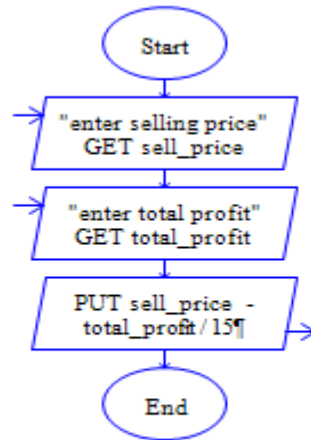 Start
"enter selling price"
GET sell_price
"enter total profit"
GET total_profit
PUT sell_price -
total_profit / 15¶
End